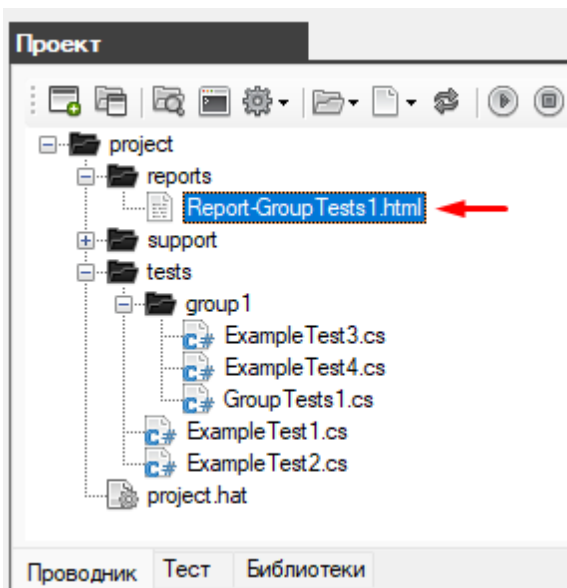 Проект
project
reports
Report-GroupTests1.html
support
tests
group1
ExampleTest3.cs
ExampleTest4.cs
GroupTests1.cs
ExampleTest1.cs
ExampleTest2.cs
project.hat
Проводник Тест Библиотеки